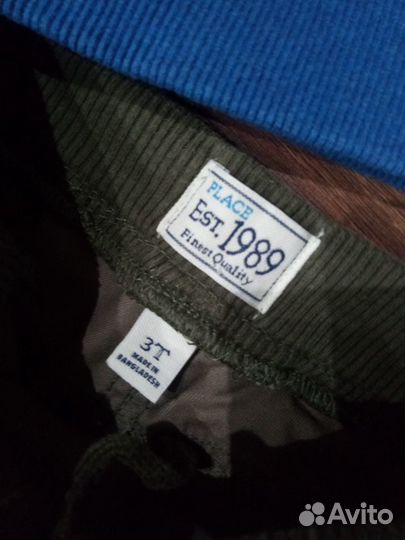 PLACE
EST. 1989
Finest Quality
3T
MADE IN
BANGLADESH
Avito